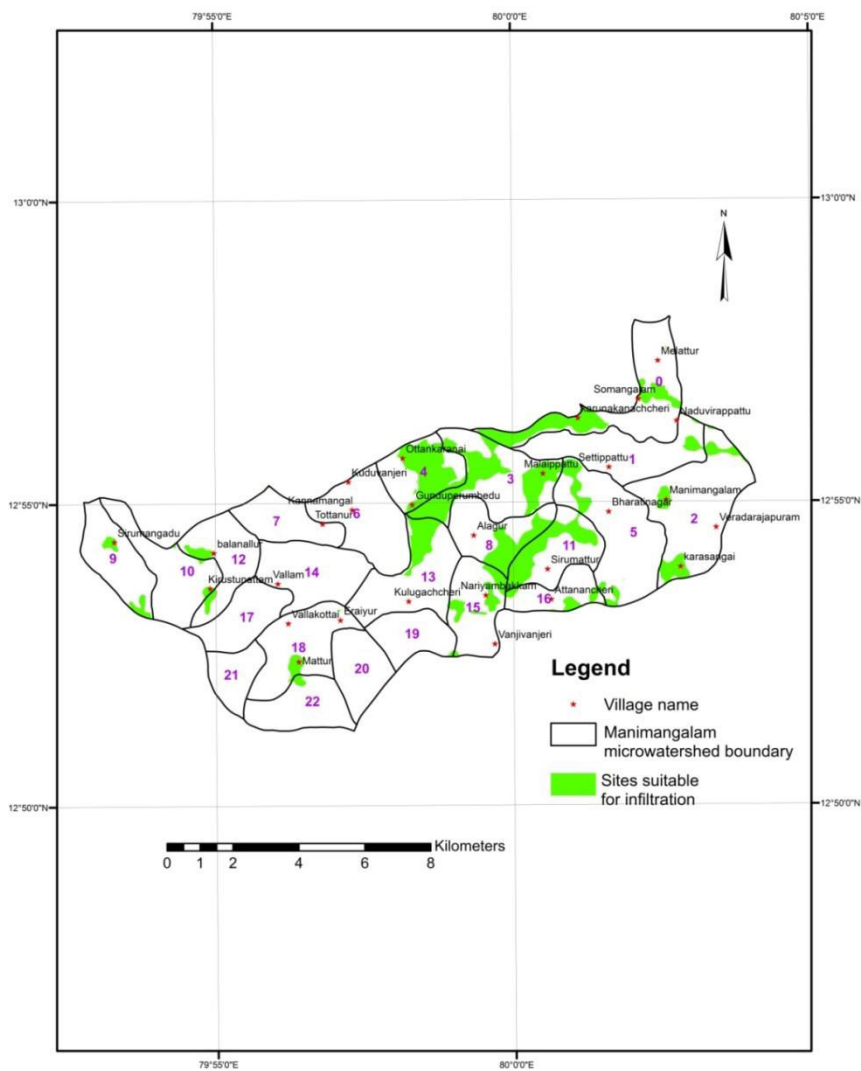 79°55'0"E
80°0'0"E
80°5'0"E
13°0'0"N
13°0'0"N
N
Melattur
0
Somangalam
karunakanachcheri
Naduvirappattu
Ottankaranai
Settippattu
1
4
3
Malaippattu
Kuduvanjeri
Manimangalam
Gunduperumbedu
12°55'0"N
12°55'0"N
Kannamangal
Bharatnagar
6
7
Tottanur
2
Veradarajapuram
Sirumangadu
Alagur
5
8
11
balanallur
9
10
12
14
13
karasangai
Sirumattur
Kirustupattam
Vallam
Nariyambakkam
Attanancheri
Kulugachcheri
15
16
17
Vallakottai
Eraiyur
19
Vanjivanjeri
18
Mattur
20
21
22
Legend
Village name
Manimangalam
microwatershed boundary
Sites suitable
for infiltration
12°50'0"N
12°50'0"N
Kilometers
0 1 2 4 6 8
79°55'0"E
80°0'0"E